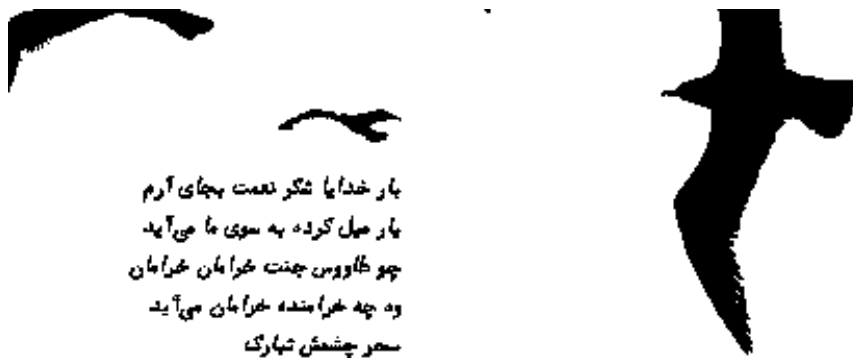 بار خدایا شکر نعمت بجای آرم
یار میل کرده به سوی ما می‌آید
چو طاووس جنت خرامان خرامان
وه چه خرامنده خرامان می‌آید
سحر چشمش تبارک